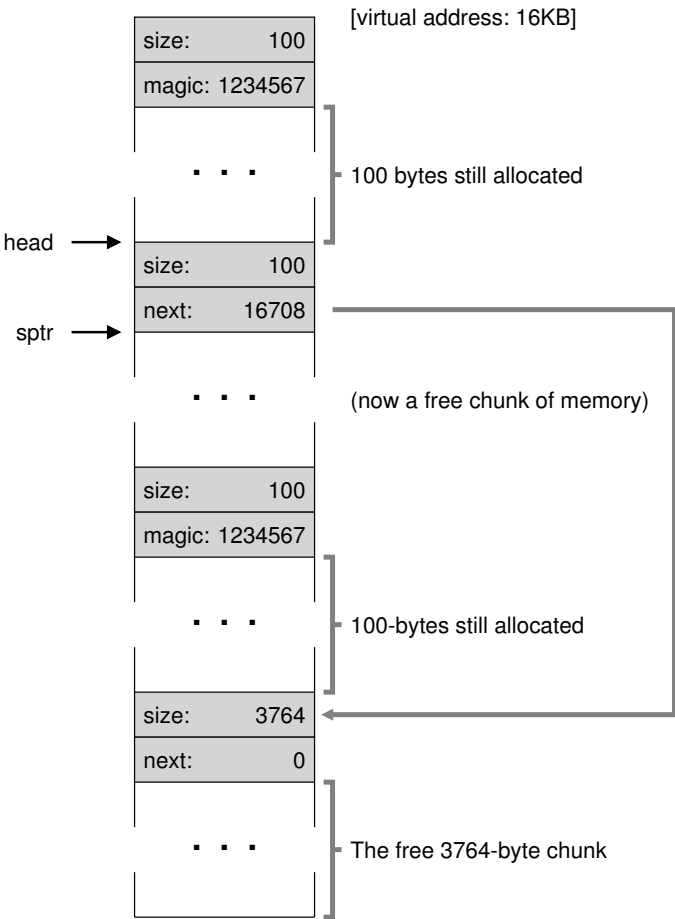 [virtual address: 16KB]
size: 100
magic: 1234567
. . .
100 bytes still allocated
head
size: 100
next: 16708
sptr
. . .
(now a free chunk of memory)
size: 100
magic: 1234567
. . .
100-bytes still allocated
size: 3764
next: 0
. . .
The free 3764-byte chunk